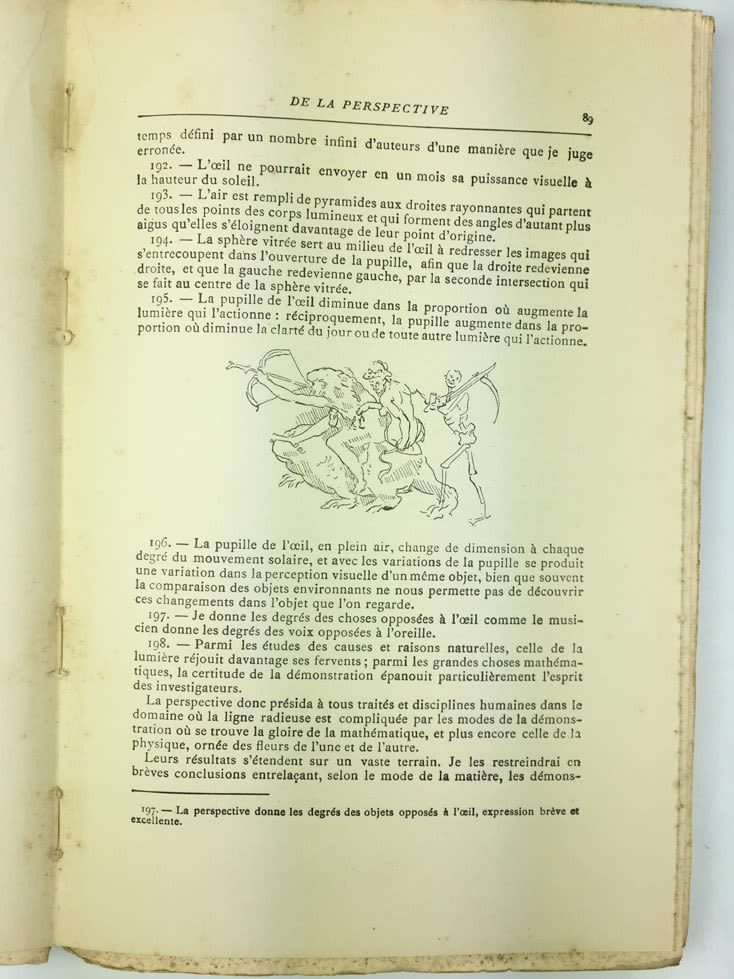 DE LA PERSPECTIVE
89
temps défini par un nombre infini d'auteurs d'une manière que je juge
erronée.
192. — L'œil ne pourrait envoyer en un mois sa puissance visuelle à
la hauteur du soleil.
193. — L'air est rempli de pyramides aux droites rayonnantes qui partent
de tous les points des corps lumineux et qui forment des angles d'autant plus
aigus qu'elles s'éloignent davantage de leur point d'origine.
194. — La sphère vitrée sert au milieu de l'œil à redresser les images qui
s'entrecoupent dans l'ouverture de la pupille, afin que la droite redevienne
droite, et que la gauche redevienne gauche, par la seconde intersection qui
se fait au centre de la sphère vitrée.
195. — La pupille de l'œil diminue dans la proportion où augmente la
lumière qui l'actionne : réciproquement, la pupille augmente dans la pro-
portion où diminue la clarté du jour ou de toute autre lumière qui l'actionne.
196. — La pupille de l'œil, en plein air, change de dimension à chaque
degré du mouvement solaire, et avec les variations de la pupille se produit
une variation dans la perception visuelle d'un même objet, bien que souvent
la comparaison des objets environnants ne nous permette pas de découvrir
ces changements dans l'objet que l'on regarde.
197. — Je donne les degrés des choses opposées à l'œil comme le musi-
cien donne les degrés des voix opposées à l'oreille.
198. — Parmi les études des causes et raisons naturelles, celle de la
lumière réjouit davantage ses fervents ; parmi les grandes choses mathéma-
tiques, la certitude de la démonstration épanouit particulièrement l'esprit
des investigateurs.
La perspective donc présida à tous traités et disciplines humaines dans le
domaine où la ligne radieuse est compliquée par les modes de la démons-
tration où se trouve la gloire de la mathématique, et plus encore celle de la
physique, ornée des fleurs de l'une et de l'autre.
Leurs résultats s'étendent sur un vaste terrain. Je les restreindrai en
brèves conclusions entrelaçant, selon le mode de la matière, les démons-
197. — La perspective donne les degrés des objets opposés à l'œil, expression brève et
excellente.